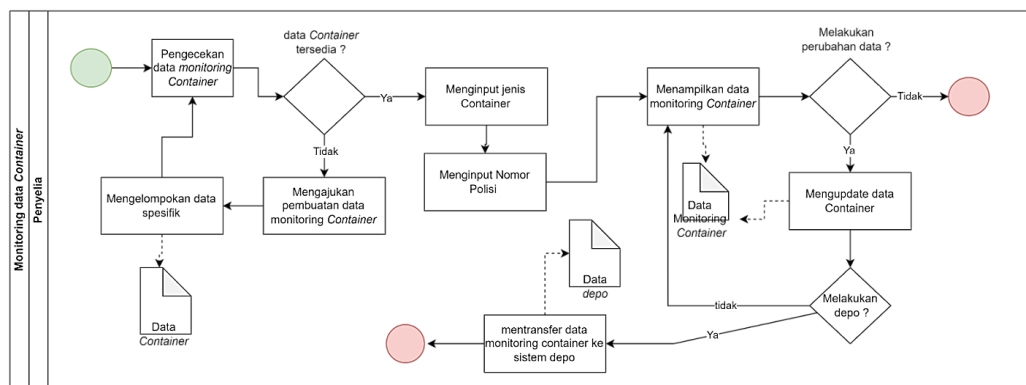 Monitoring data Container
Penyelia
Pengecekan
data monitoring
Container
data Container
tersedia ?
Ya
Tidak
Mengajukan
pembuatan data
monitoring Container
Mengelompokan data
spesifik
Data
Container
Menginput jenis
Container
Menginput Nomor
Polisi
Menampilkan data
monitoring Container
Data
Monitoring
Container
Melakukan
perubahan data ?
Tidak
Ya
Mengupdate data
Container
Melakukan
depo ?
tidak
Ya
mentransfer data
monitoring container ke
sistem depo
Data
depo